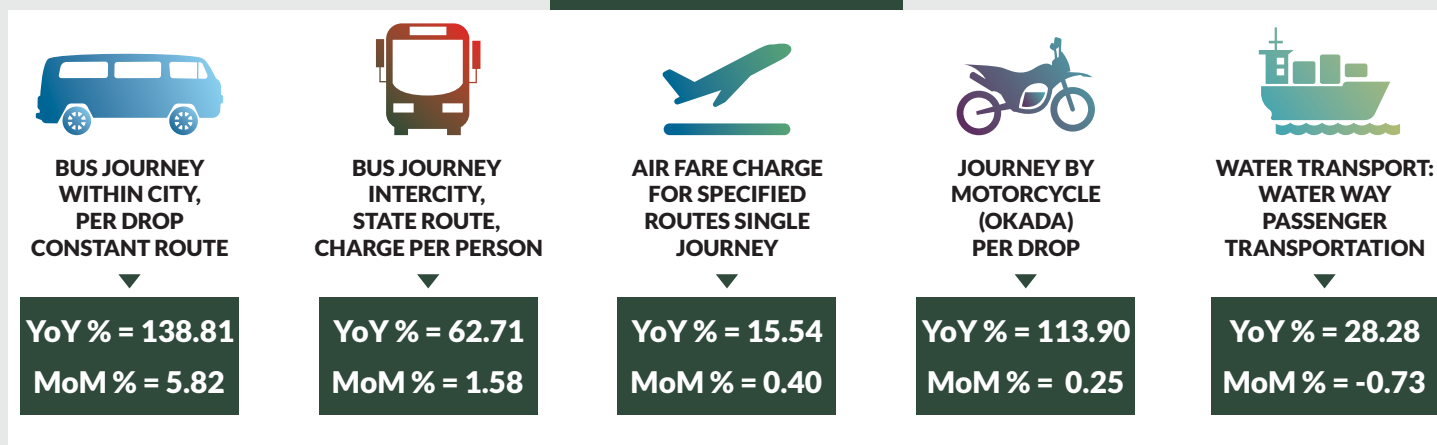 BUS JOURNEY
WITHIN CITY,
PER DROP
CONSTANT ROUTE
YoY % = 138.81
MoM % = 5.82
BUS JOURNEY
INTERCITY,
STATE ROUTE,
CHARGE PER PERSON
YoY % = 62.71
MoM % = 1.58
AIR FARE CHARGE
FOR SPECIFIED
ROUTES SINGLE
JOURNEY
YoY % = 15.54
MoM % = 0.40
JOURNEY BY
MOTORCYCLE
(OKADA)
PER DROP
YoY % = 113.90
MoM % = 0.25
WATER TRANSPORT:
WATER WAY
PASSENGER
TRANSPORTATION
YoY % = 28.28
MoM % = -0.73